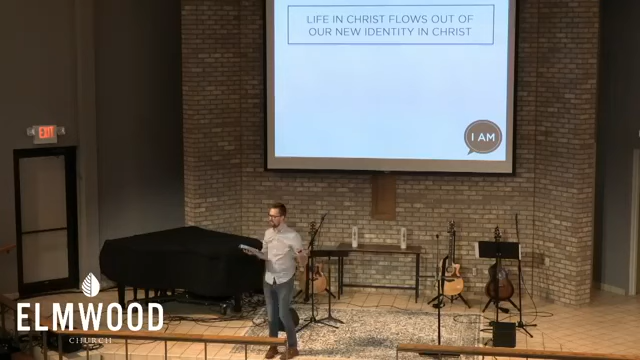 LIFE IN CHRIST FLOWS OUT OF
OUR NEW IDENTITY IN CHRIST
I AM
EXIT
ELMWOOD
CHURCH